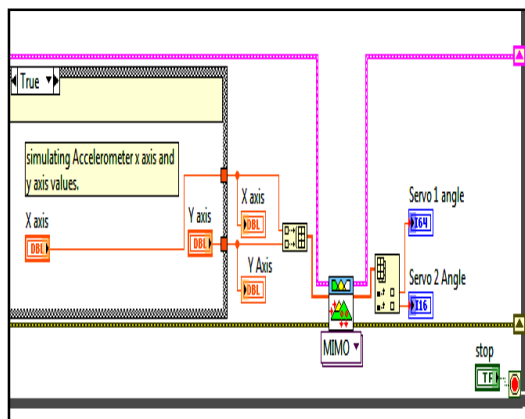 True
simulating Accelerometer x axis and
y axis values.
X axis
DBL
Y axis
DBL
X axis
DBL
Y Axis
DBL
Servo 1 angle
I64
Servo 2 Angle
I16
MIMO
stop
TF